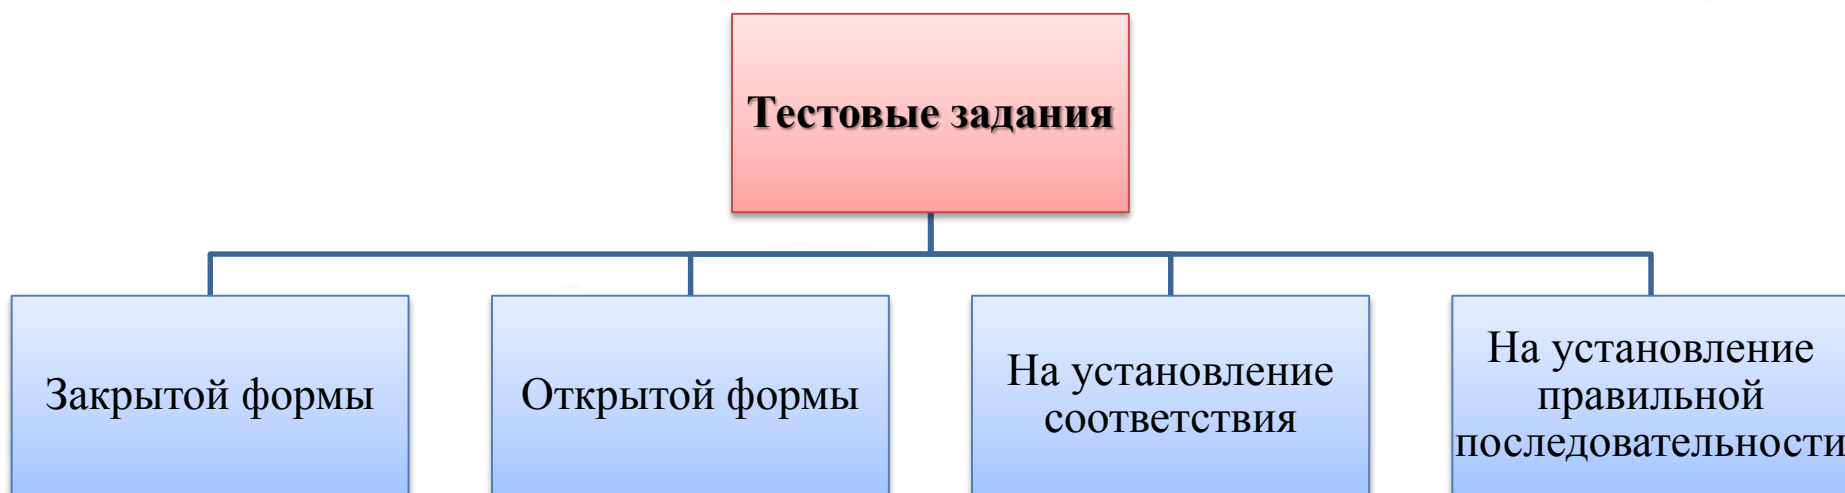 Тестовые задания
Закрытой формы
Открытой формы
На установление
соответствия
На установление
правильной
последовательности